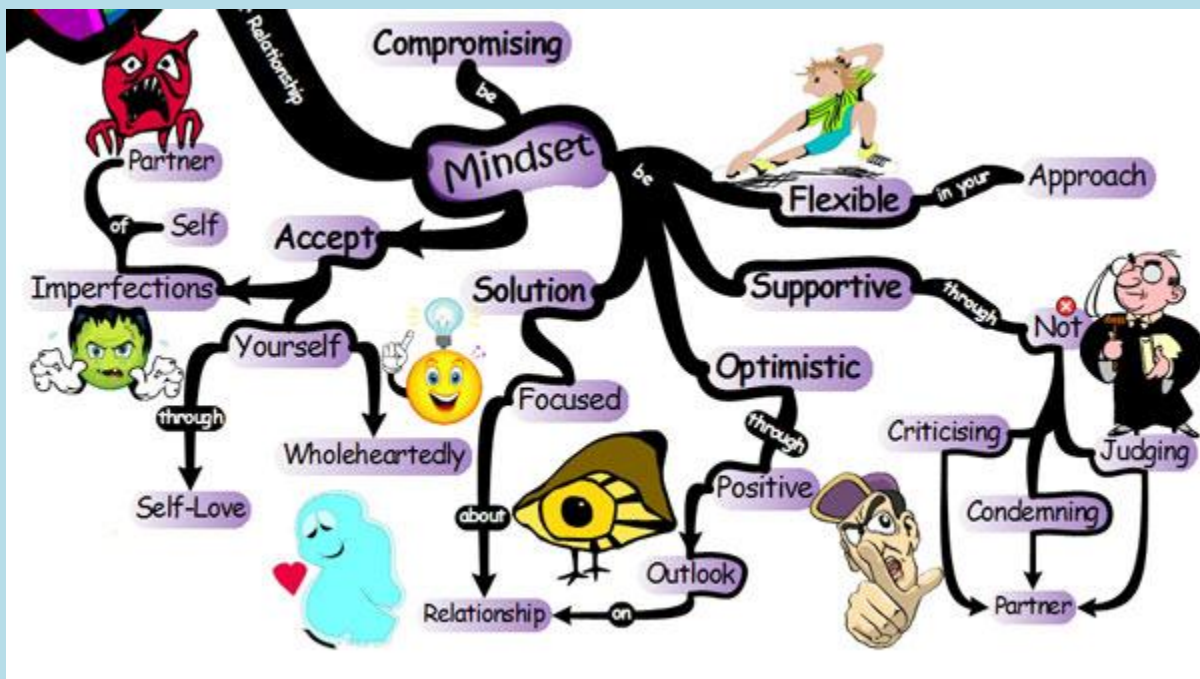 Relationship
Compromising
be
Mindset
be
Flexible
in your
Approach
Partner
of
Self
Accept
Imperfections
Yourself
through
Self-Love
Wholeheartedly
Solution
Focused
about
Relationship
Supportive
through
Not
Criticising
Judging
Condemning
Partner
Optimistic
through
Positive
Outlook
on